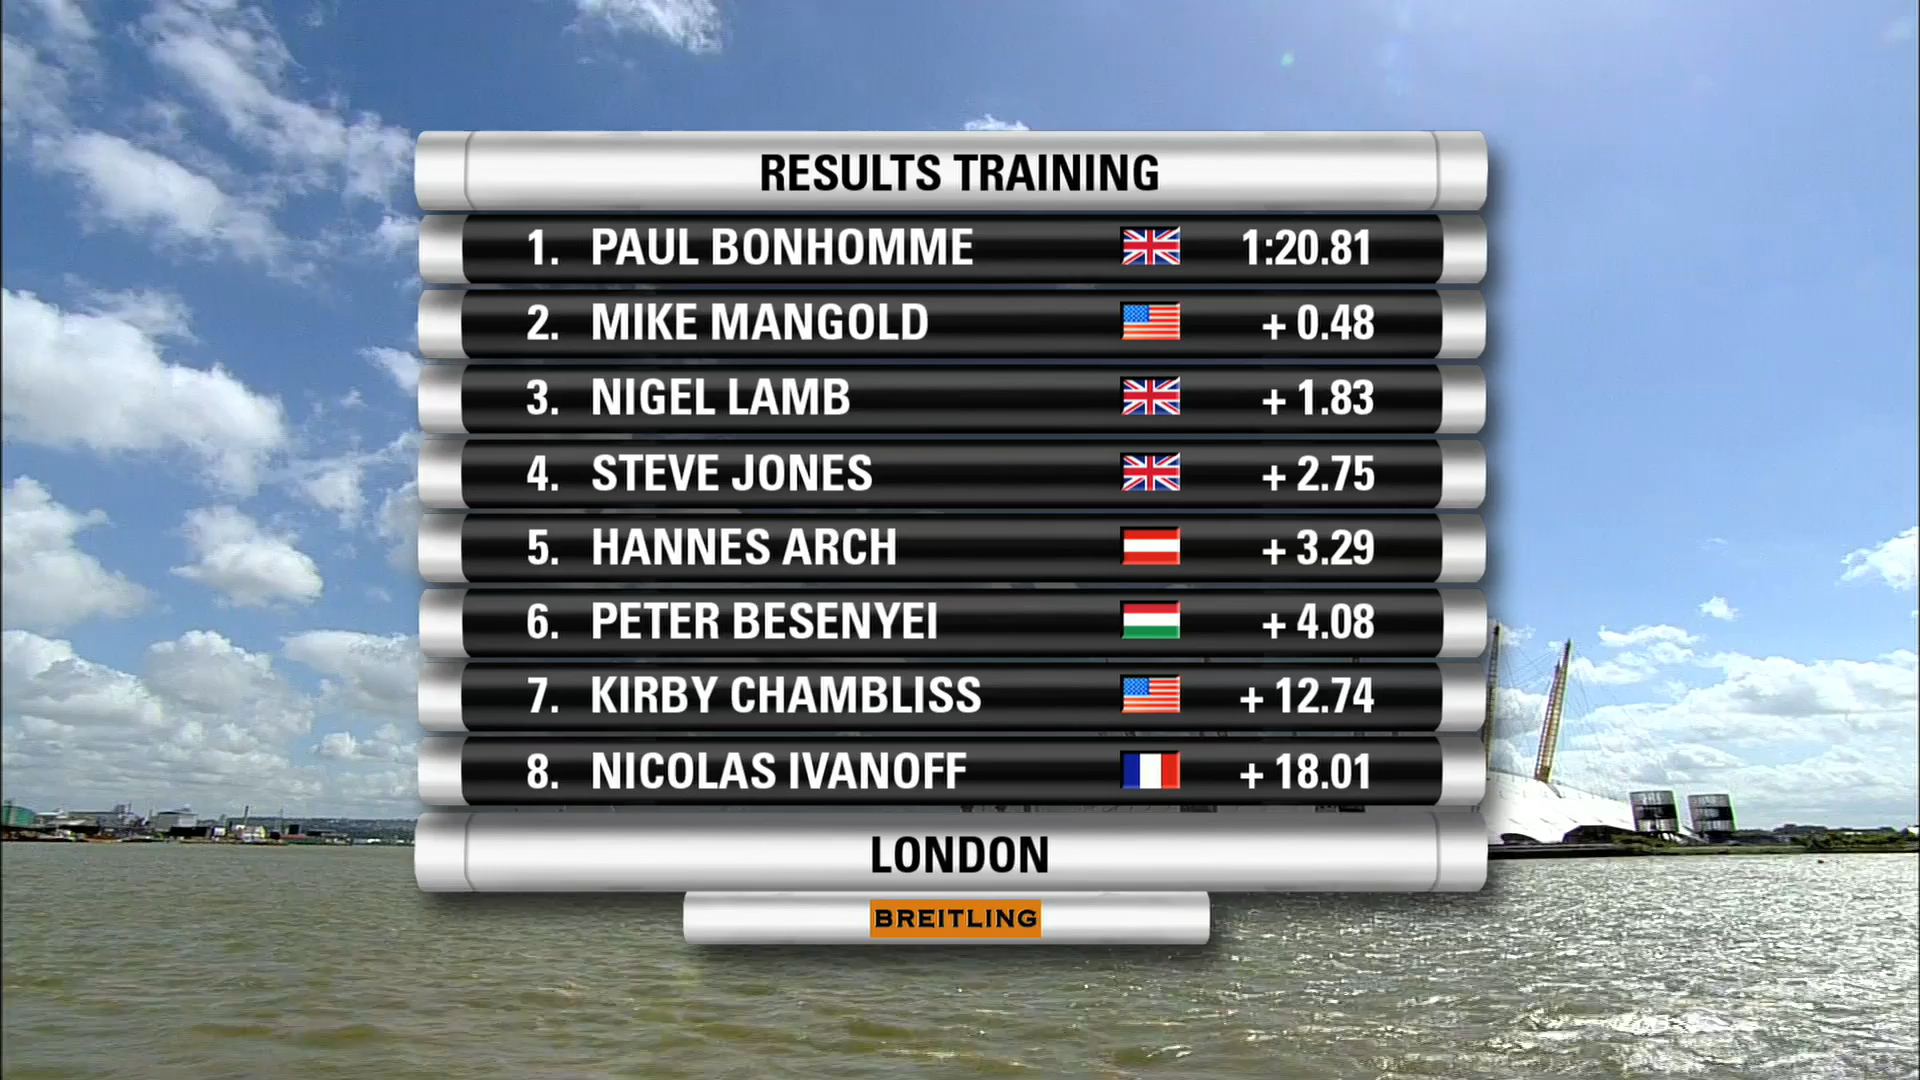 RESULTS TRAINING
1. PAUL BONHOMME 1:20.81
2. MIKE MANGOLD + 0.48
3. NIGEL LAMB + 1.83
4. STEVE JONES + 2.75
5. HANNES ARCH + 3.29
6. PETER BESENYEI + 4.08
7. KIRBY CHAMBLISS + 12.74
8. NICOLAS IVANOFF + 18.01
LONDON
BREITLING